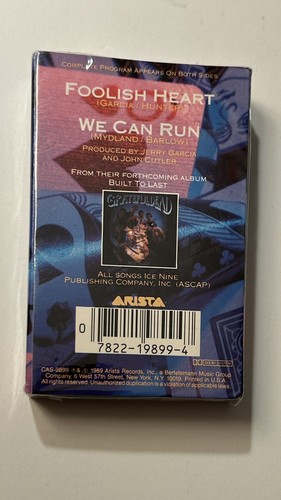 COMPLETE PROGRAM APPEARS ON BOTH SIDES
FOOLISH HEART
(GARCIA / HUNTER)
WE CAN RUN
(MYDLAND / BARLOW)
PRODUCED BY JERRY GARCIA
AND JOHN CUTLER
FROM THEIR FORTHCOMING ALBUM
BUILT TO LAST
GRATEFUL DEAD
ALL SONGS ICE NINE
PUBLISHING COMPANY, INC. (ASCAP)
ARISTA
0
7822-19899-4
CAS-9899 ℗ & © 1989 Arista Records, Inc., a Bertelsmann Music Group
Company, 6 West 57th Street, New York, N.Y. 10019. Printed in U.S.A.
All rights reserved. Unauthorized duplication is a violation of applicable laws.